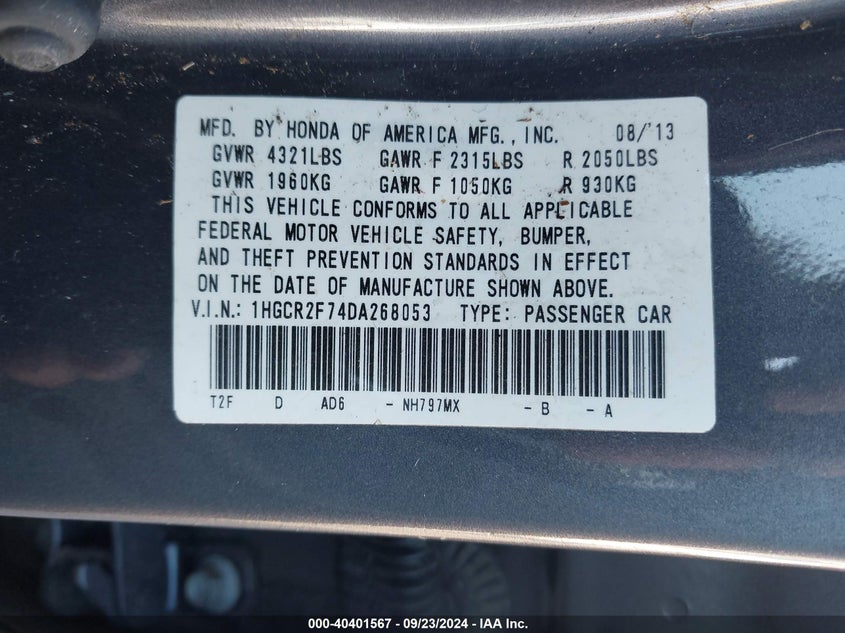 MFD. BY HONDA OF AMERICA MFG., INC. 08/13
GVWR 4321LBS GAWR F 2315LBS R 2050LBS
GVWR 1960KG GAWR F 1050KG R 930KG
THIS VEHICLE CONFORMS TO ALL APPLICABLE
FEDERAL MOTOR VEHICLE SAFETY, BUMPER,
AND THEFT PREVENTION STANDARDS IN EFFECT
ON THE DATE OF MANUFACTURE SHOWN ABOVE.
V.I.N.: 1HGCR2F74DA268053 TYPE: PASSENGER CAR
T2F D AD6 - NH797MX - B - A
000-40401567 / 09/23/2024 - IAA Inc.